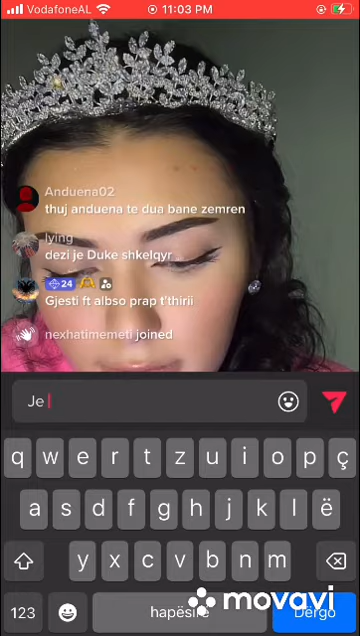 VodafoneAL
11:03 PM
Anduena02
thuj anduena te dua bane zemren
lying
dezi je Duke shkelqyr
24
Gjesti ft albso prap t'thirii
nexhatimemeti joined
Je
q w e r t z u i o p ç
a s d f g h j k l ë
y x c v b n m
123
hapësirë
Dërgo
movavi